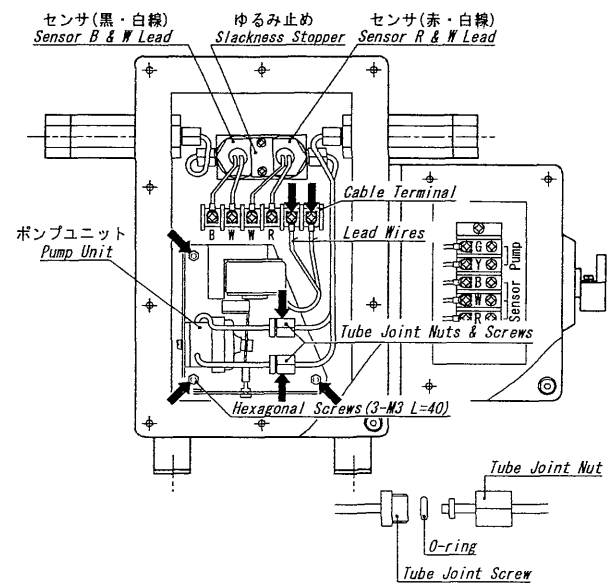 センサ(黒・白線)
Sensor B & W Lead
ゆるみ止め
Slackness Stopper
センサ(赤・白線)
Sensor R & W Lead
Cable Terminal
B W W R
Lead Wires
ポンプユニット
Pump Unit
G
Y
B
W
R
Pump
Sensor
Tube Joint Nuts & Screws
Hexagonal Screws(3-M3 L=40)
Tube Joint Nut
O-ring
Tube Joint Screw